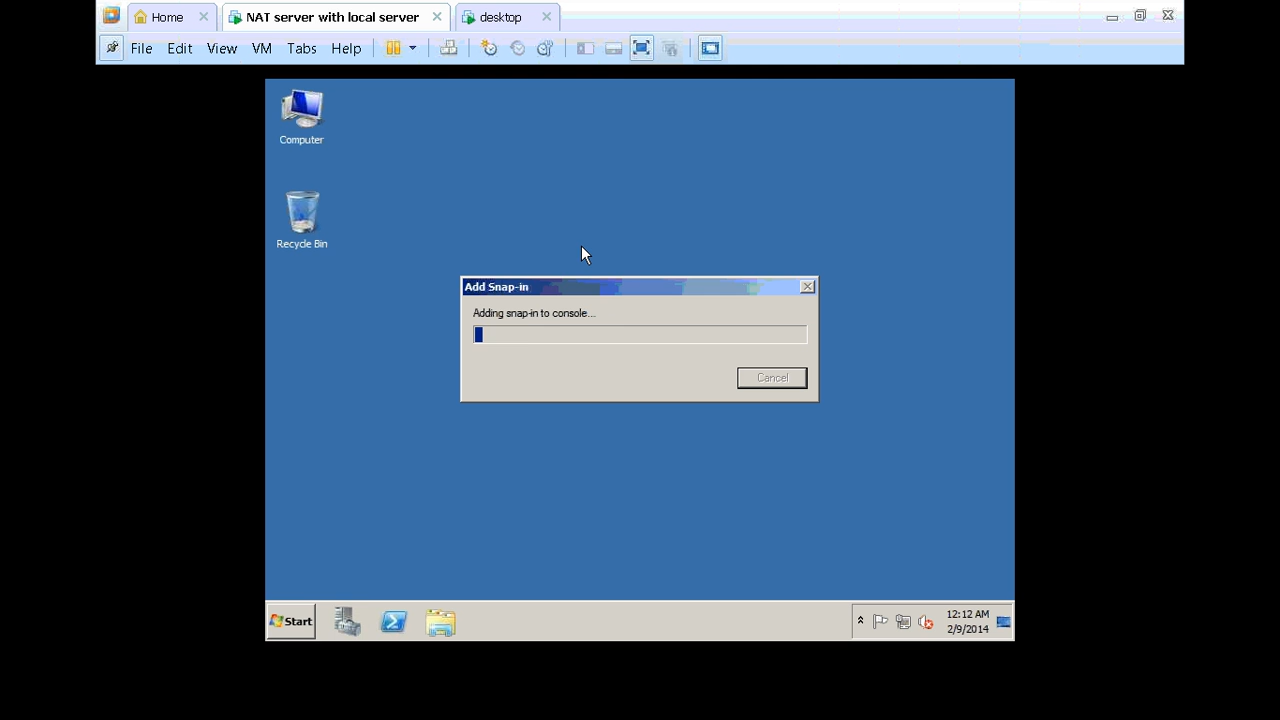 Home
NAT server with local server
desktop
File Edit View VM Tabs Help
Computer
Recycle Bin
Add Snap-in
Adding snap-in to console...
Cancel
Start
12:12 AM
2/9/2014